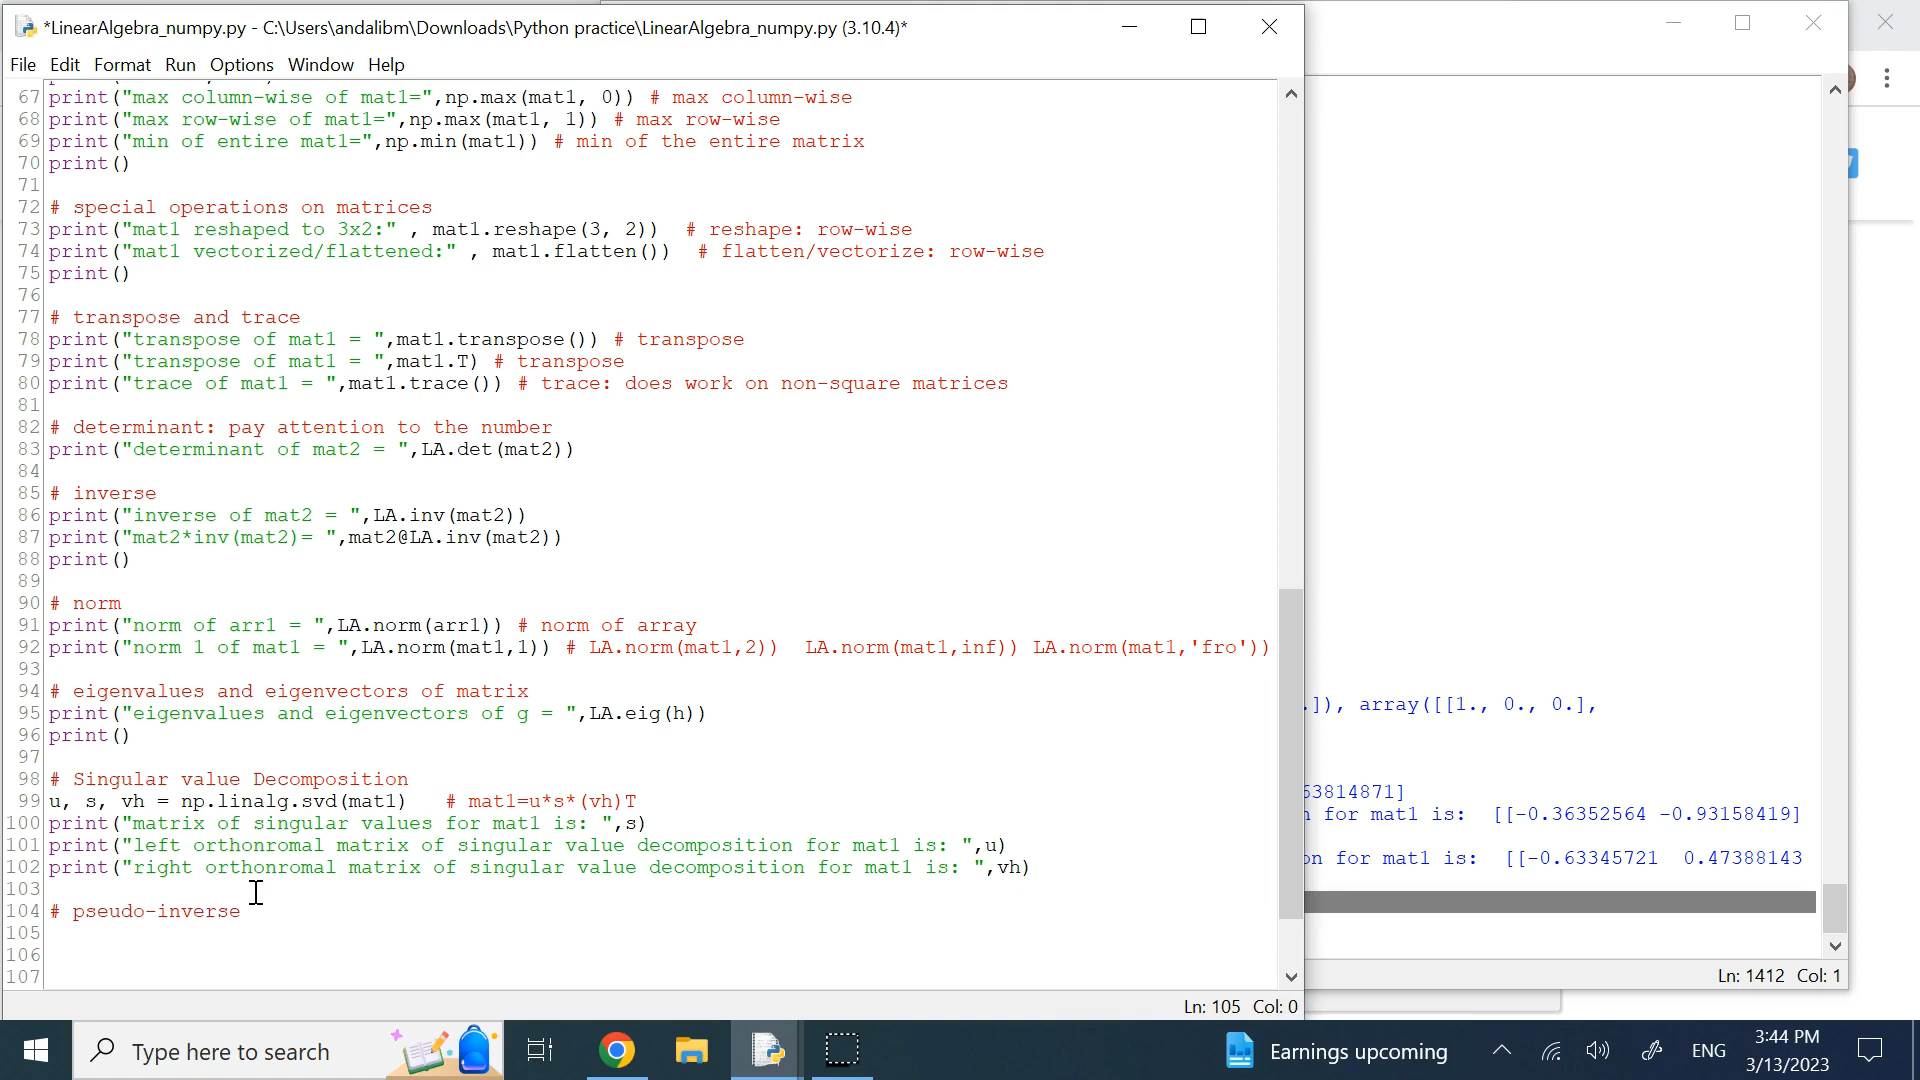 *LinearAlgebra_numpy.py - C:\Users\andalibm\Downloads\Python practice\LinearAlgebra_numpy.py (3.10.4)*
File Edit Format Run Options Window Help
67 print("max column-wise of mat1=",np.max(mat1, 0)) # max column-wise
68 print("max row-wise of mat1=",np.max(mat1, 1)) # max row-wise
69 print("min of entire mat1=",np.min(mat1)) # min of the entire matrix
70 print()
71
72 # special operations on matrices
73 print("mat1 reshaped to 3x2:" , mat1.reshape(3, 2))  # reshape: row-wise
74 print("mat1 vectorized/flattened:" , mat1.flatten())  # flatten/vectorize: row-wise
75 print()
76
77 # transpose and trace
78 print("transpose of mat1 = ",mat1.transpose()) # transpose
79 print("transpose of mat1 = ",mat1.T) # transpose
80 print("trace of mat1 = ",mat1.trace()) # trace: does work on non-square matrices
81
82 # determinant: pay attention to the number
83 print("determinant of mat2 = ",LA.det(mat2))
84
85 # inverse
86 print("inverse of mat2 = ",LA.inv(mat2))
87 print("mat2*inv(mat2)= ",mat2@LA.inv(mat2))
88 print()
89
90 # norm
91 print("norm of arr1 = ",LA.norm(arr1)) # norm of array
92 print("norm 1 of mat1 = ",LA.norm(mat1,1)) # LA.norm(mat1,2))  LA.norm(mat1,inf)) LA.norm(mat1,'fro'))
93
94 # eigenvalues and eigenvectors of matrix
95 print("eigenvalues and eigenvectors of g = ",LA.eig(h))
96 print()
97
98 # Singular value Decomposition
99 u, s, vh = np.linalg.svd(mat1)   # mat1=u*s*(vh)T
100 print("matrix of singular values for mat1 is: ",s)
101 print("left orthonromal matrix of singular value decomposition for mat1 is: ",u)
102 print("right orthonromal matrix of singular value decomposition for mat1 is: ",vh)
103
104 # pseudo-inverse
105
106
107
Ln: 105 Col: 0
.]), array([[1., 0., 0.],
53814871]
for mat1 is:  [[-0.36352564 -0.93158419]
on for mat1 is:  [[-0.63345721  0.47388143
Ln: 1412 Col: 1
Type here to search
Earnings upcoming
ENG
3:44 PM
3/13/2023